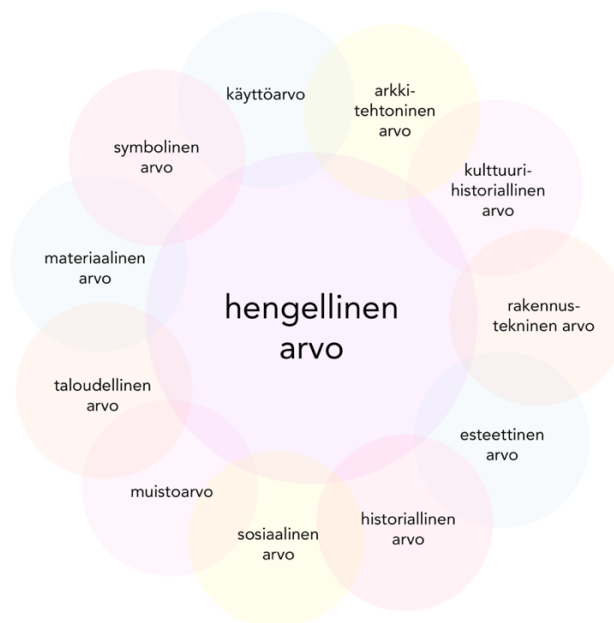 käyttöarvo
arkki-
tehtoninen
arvo
kulttuuri-
historiallinen
arvo
rakennus-
tekninen arvo
esteettinen
arvo
historiallinen
arvo
sosiaalinen
arvo
muistoarvo
taloudellinen
arvo
materiaalinen
arvo
symbolinen
arvo
hengellinen
arvo